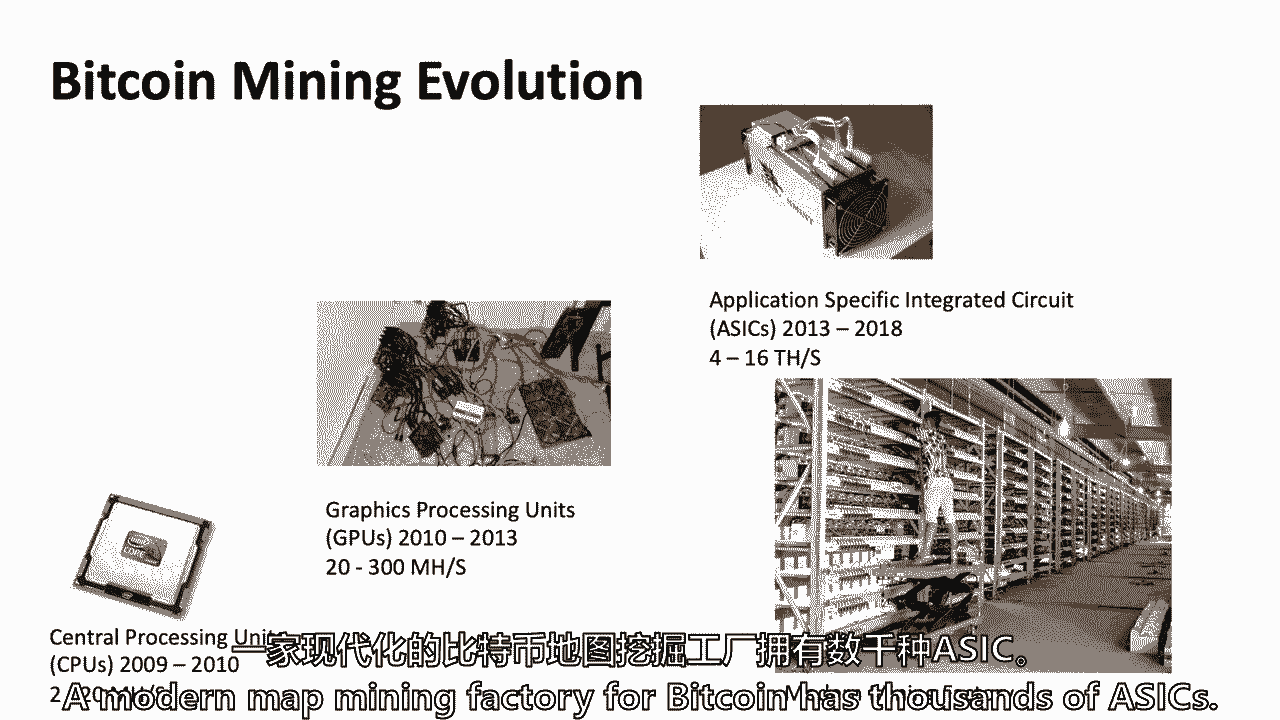 Bitcoin Mining Evolution
Application Specific Integrated Circuit
(ASICs) 2013 – 2018
4 – 16 TH/S
Graphics Processing Units
(GPUs) 2010 – 2013
20 - 300 MH/S
Central Processing
(CPUs) 2009 – 2010
一家现代化的比特币地图挖掘工厂拥有数千种ASIC。
A modern map mining factory for Bitcoin has thousands of ASICs.